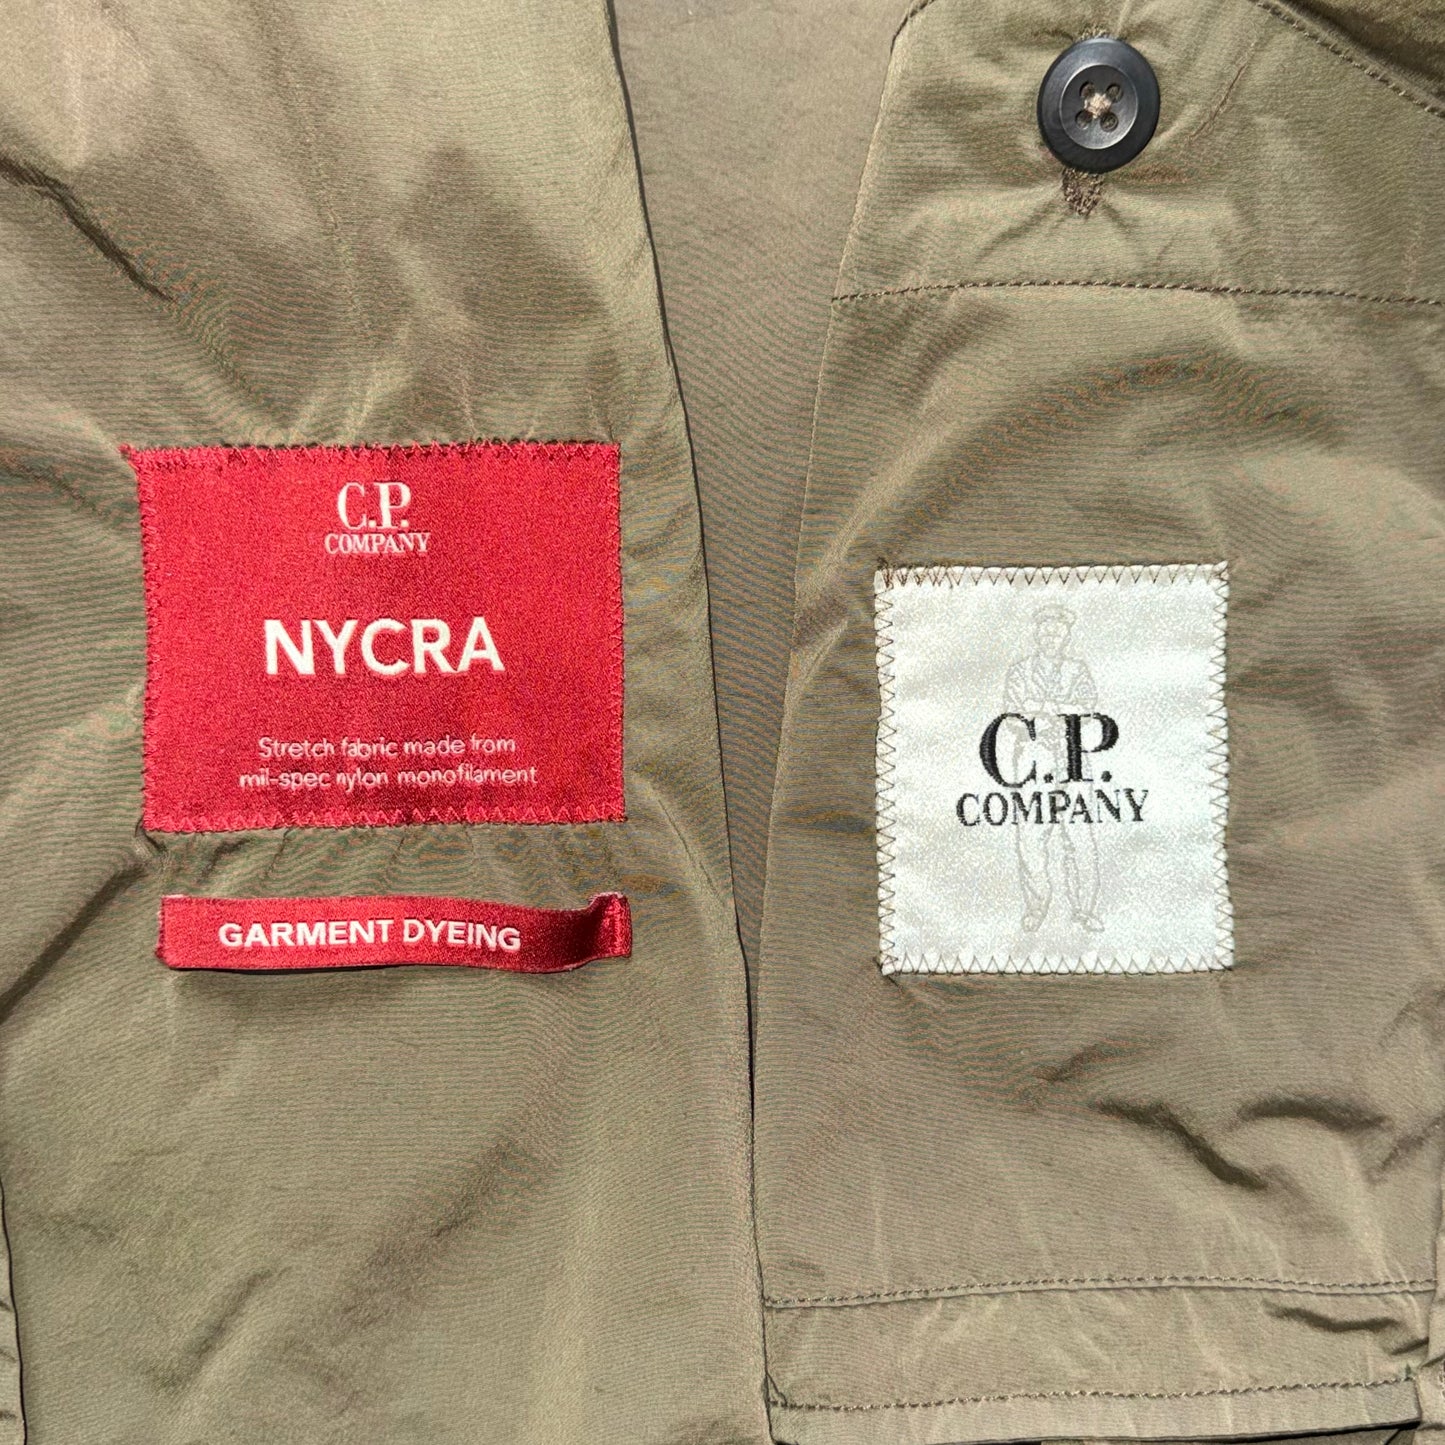 C.P.
COMPANY
NYCRA
Stretch fabric made from
mil-spec nylon monofilament
GARMENT DYEING
C.P.
COMPANY